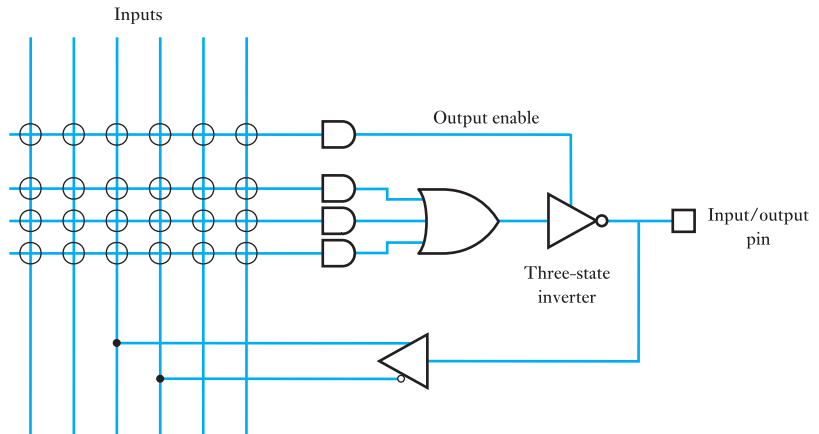 Inputs
Output enable
Input/output
pin
Three-state
inverter